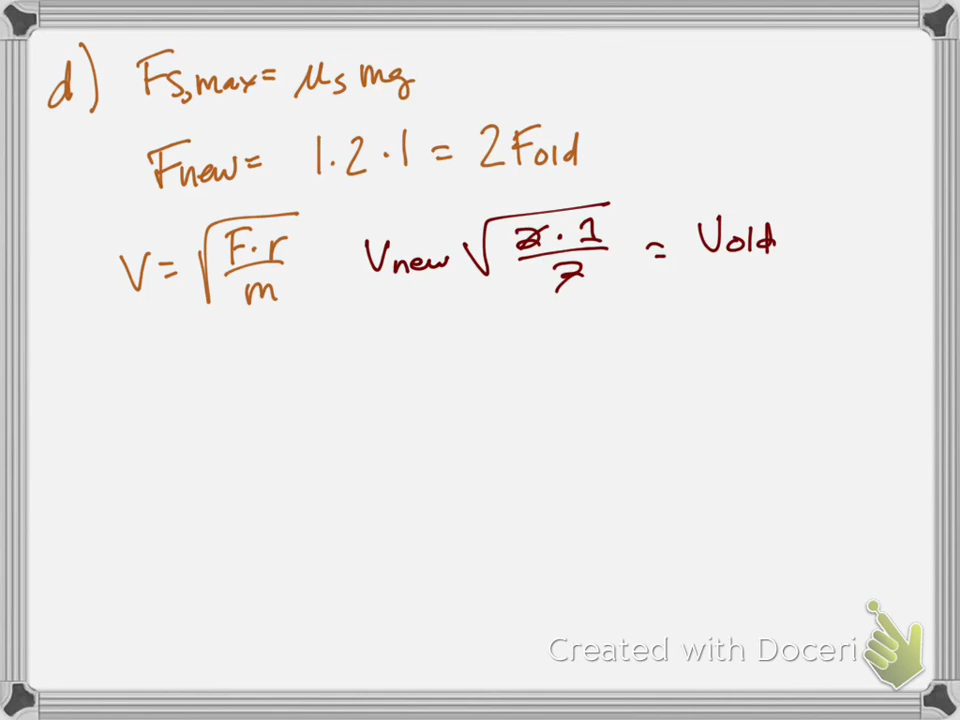 d) Fs,max = μs mg
Fnew = 1·2·1 = 2Fold
V = √(F·r/m) Vnew √(2·1/2) = Vold
Created with Doceri